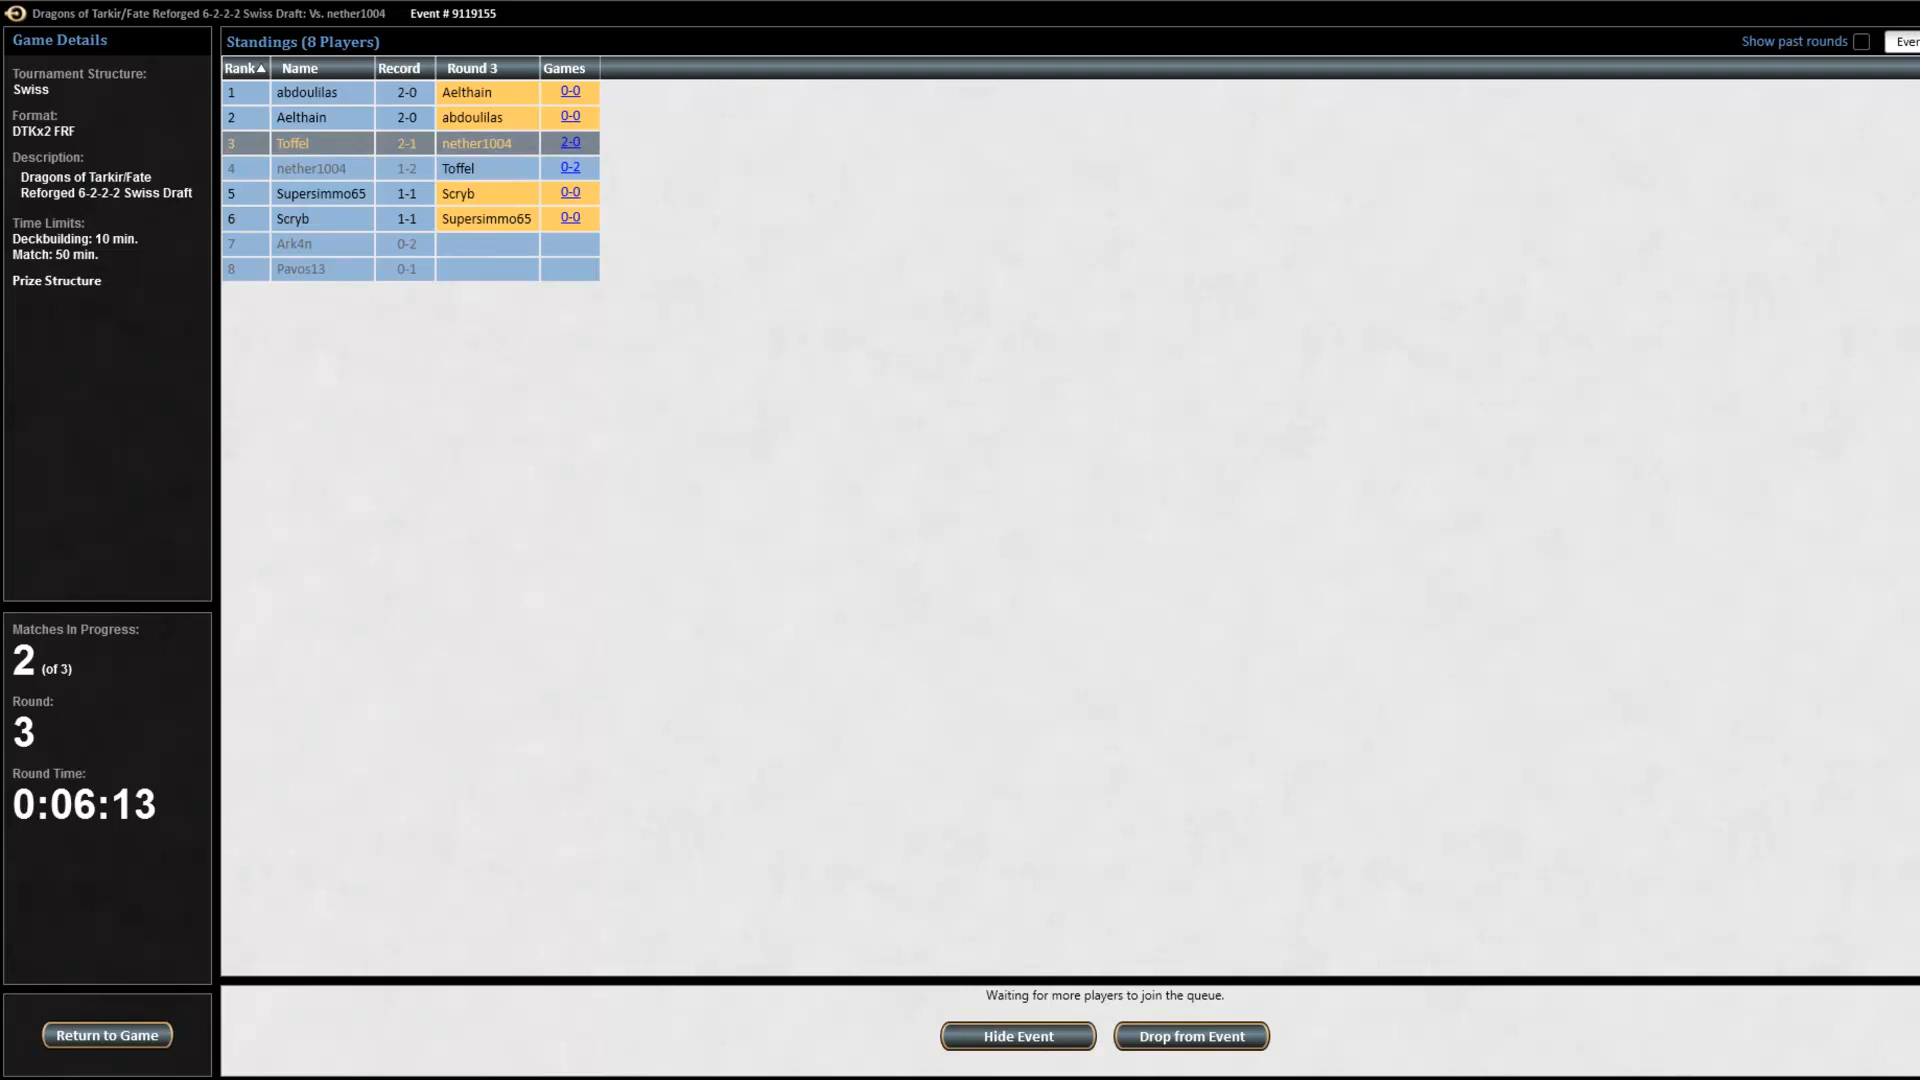 Dragons of Tarkir/Fate Reforged 6-2-2-2 Swiss Draft: Vs. nether1004 Event # 9119155
Game Details
Tournament Structure:
Swiss
Format:
DTKx2 FRF
Description:
Dragons of Tarkir/Fate
Reforged 6-2-2-2 Swiss Draft
Time Limits:
Deckbuilding: 10 min.
Match: 50 min.
Prize Structure
Matches In Progress:
2 (of 3)
Round:
3
Round Time:
0:06:13
Return to Game
Standings (8 Players)
Show past rounds
Even
Rank Name Record Round 3 Games
1 abdoulilas 2-0 Aelthain 0-0
2 Aelthain 2-0 abdoulilas 0-0
3 Toffel 2-1 nether1004 2-0
4 nether1004 1-2 Toffel 0-2
5 Supersimmo65 1-1 Scryb 0-0
6 Scryb 1-1 Supersimmo65 0-0
7 Ark4n 0-2
8 Pavos13 0-1
Waiting for more players to join the queue.
Hide Event Drop from Event